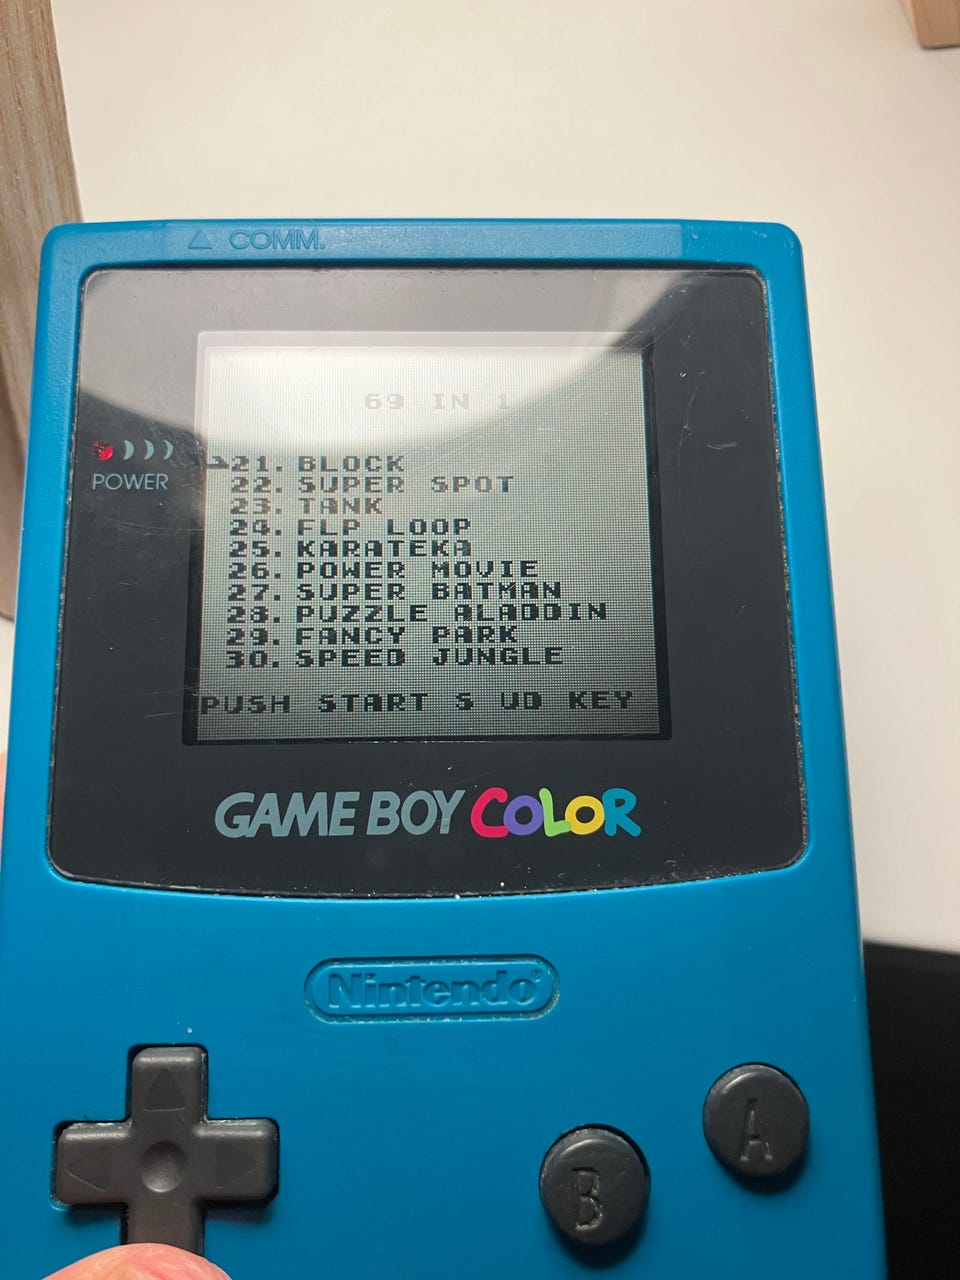 COMM.
69 IN 1
21. BLOCK
22. SUPER SPOT
23. TANK
24. FLP LOOP
25. KARATEKA
26. POWER MOVIE
27. SUPER BATMAN
28. PUZZLE ALADDIN
29. FANCY PARK
30. SPEED JUNGLE
PUSH START S UD KEY
POWER
GAME BOY COLOR
Nintendo®
A
B